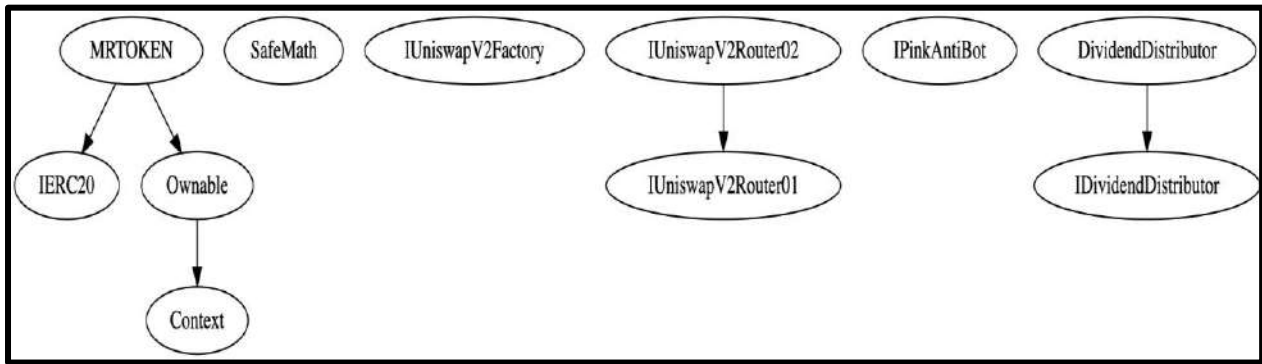 MRTOKEN
SafeMath
IUniswapV2Factory
IUniswapV2Router02
IPinkAntiBot
DividendDistributor
IERC20
Ownable
IUniswapV2Router01
IDividendDistributor
Context